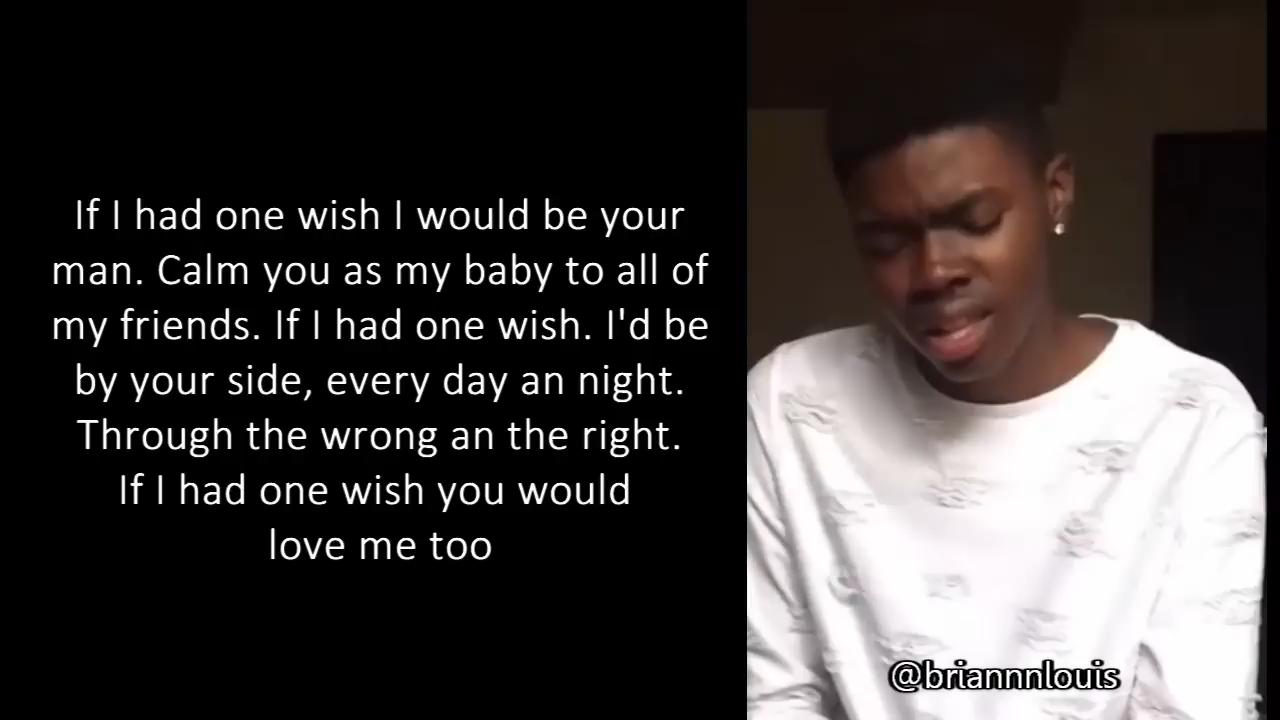 If I had one wish I would be your
man. Calm you as my baby to all of
my friends. If I had one wish. I'd be
by your side, every day an night.
Through the wrong an the right.
If I had one wish you would
love me too
@briannnlouis